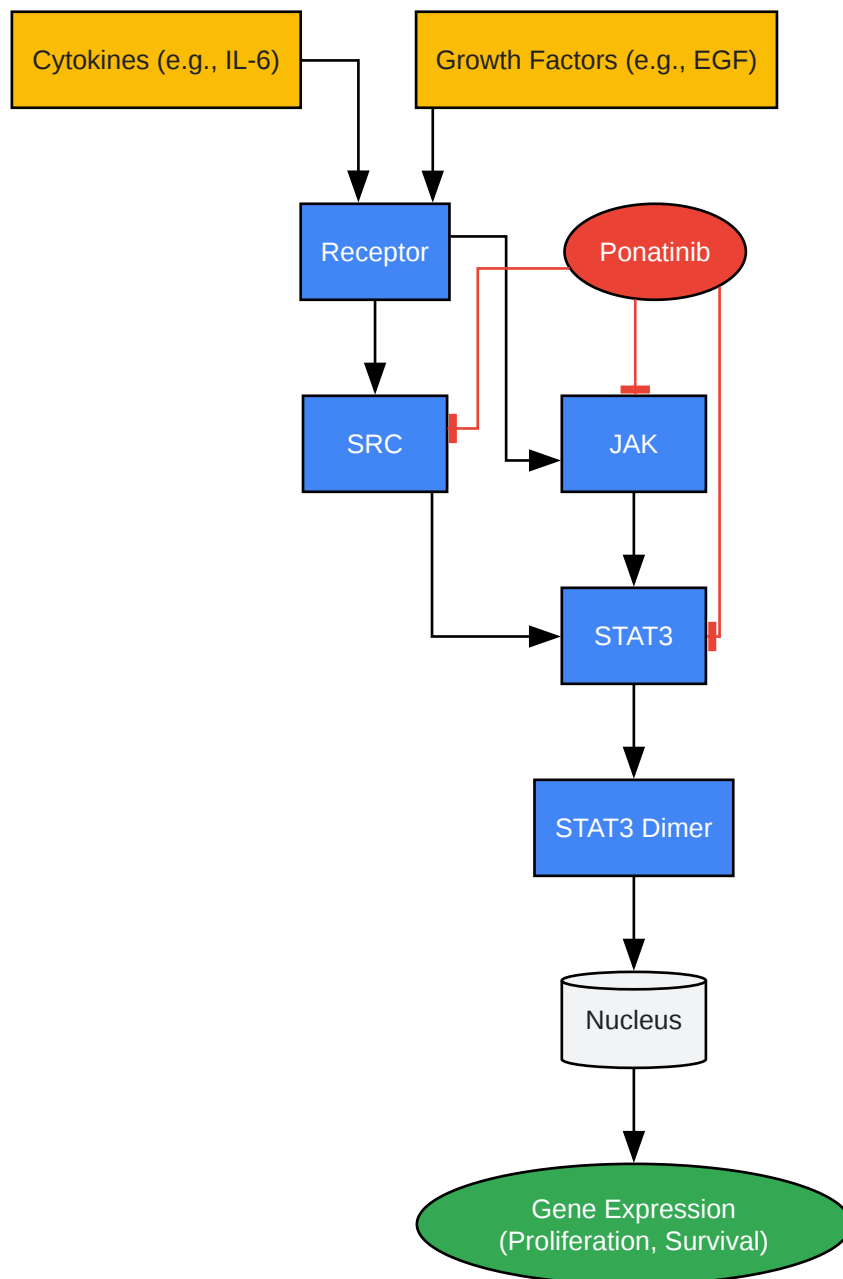 Cytokines (e.g., IL-6)
Growth Factors (e.g., EGF)
Receptor
Ponatinib
SRC
JAK
STAT3
STAT3 Dimer
Nucleus
Gene Expression
(Proliferation, Survival)